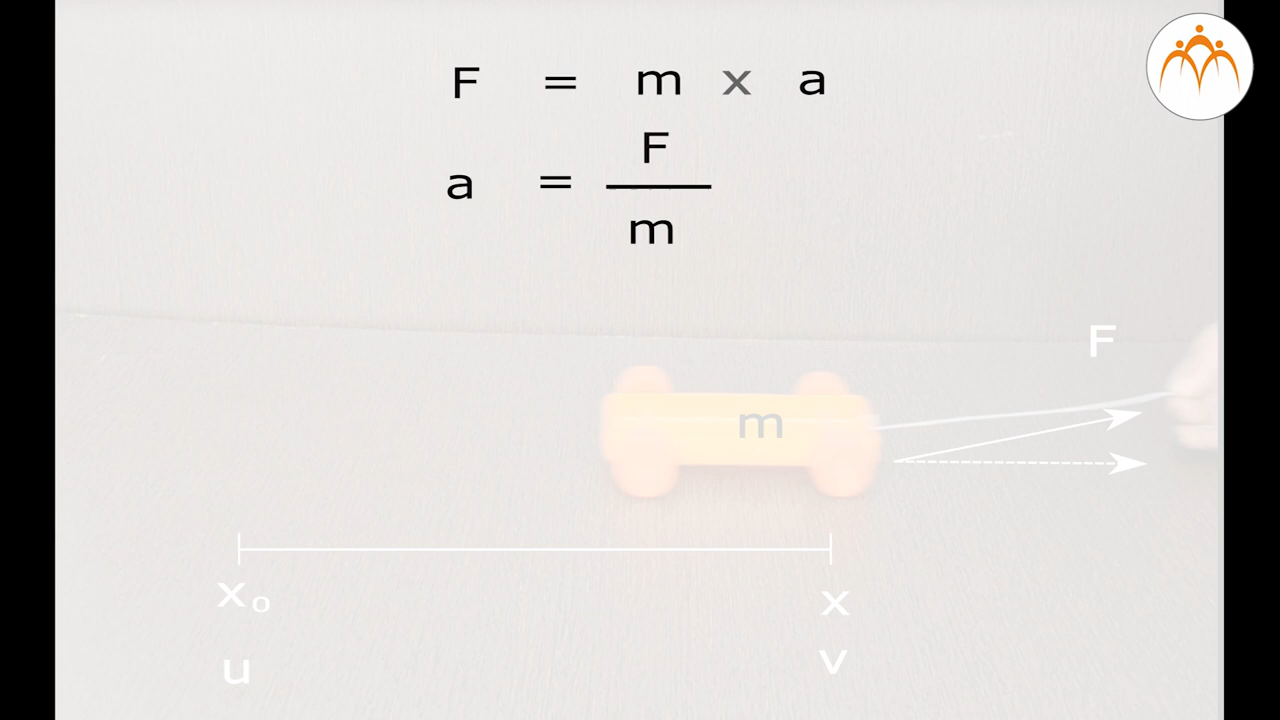 F = m x a
a = F
m
F
m
x₀ x
u v